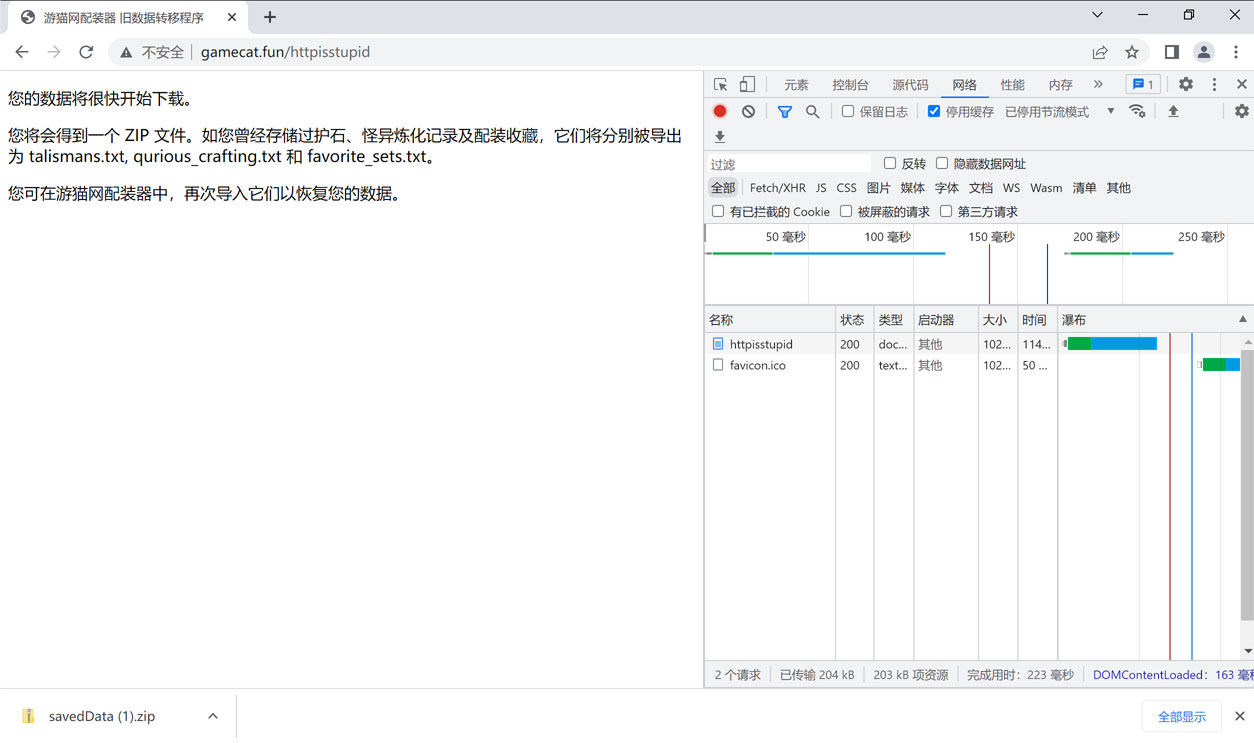 游猫网配装器 旧数据转移程序
不安全 gamecat.fun/httpisstupid
您的数据将很快开始下载。
您将会得到一个 ZIP 文件。如您曾经存储过护石、怪异炼化记录及配装收藏，它们将分别被导出
为 talismans.txt, qurious_crafting.txt 和 favorite_sets.txt。
您可在游猫网配装器中，再次导入它们以恢复您的数据。
元素 控制台 源代码 网络 性能 内存 » 1
保留日志 停用缓存 已停用节流模式
过滤 反转 隐藏数据网址
全部 Fetch/XHR JS CSS 图片 媒体 字体 文档 WS Wasm 清单 其他
有已拦截的 Cookie 被屏蔽的请求 第三方请求
50 毫秒 100 毫秒 150 毫秒 200 毫秒 250 毫秒
名称 状态 类型 启动器 大小 时间 瀑布
httpisstupid 200 doc... 其他 102... 114...
favicon.ico 200 text... 其他 102... 50 ...
2 个请求 已传输 204 kB 203 kB 项资源 完成用时：223 毫秒 DOMContentLoaded：163 毫秒
savedData (1).zip
全部显示